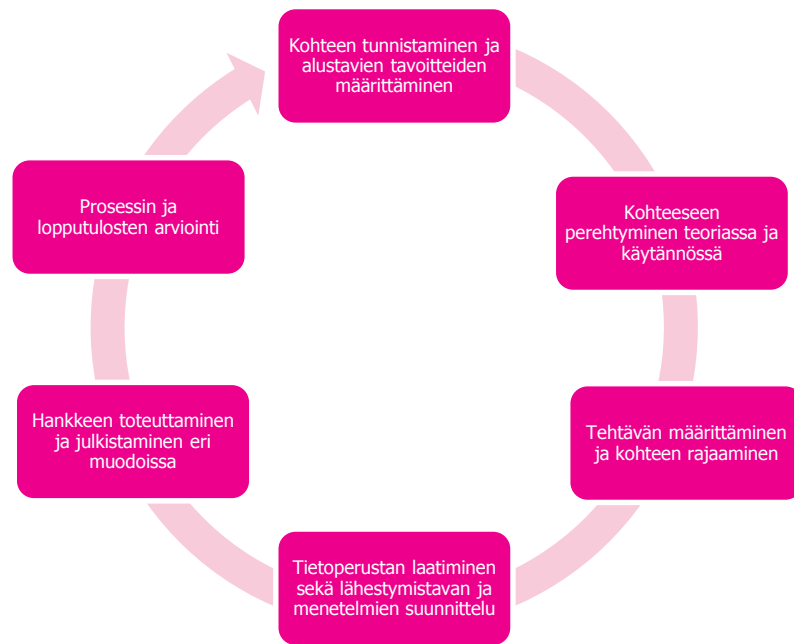 Kohteen tunnistaminen ja
alustavien tavoitteiden
määrittäminen
Kohteeseen
perehtyminen teoriassa ja
käytännössä
Tehtävän määrittäminen
ja kohteen rajaaminen
Tietoperustan laatiminen
sekä lähestymistavan ja
menetelmien suunnittelu
Hankkeen toteuttaminen
ja julkistaminen eri
muodoissa
Prosessin ja
lopputulosten arviointi